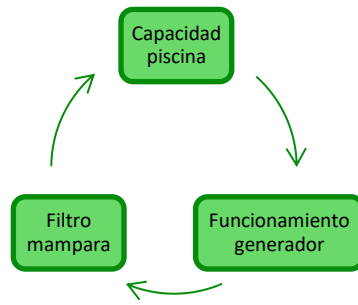 Capacidad
piscina
Funcionamiento
generador
Filtro
mampara